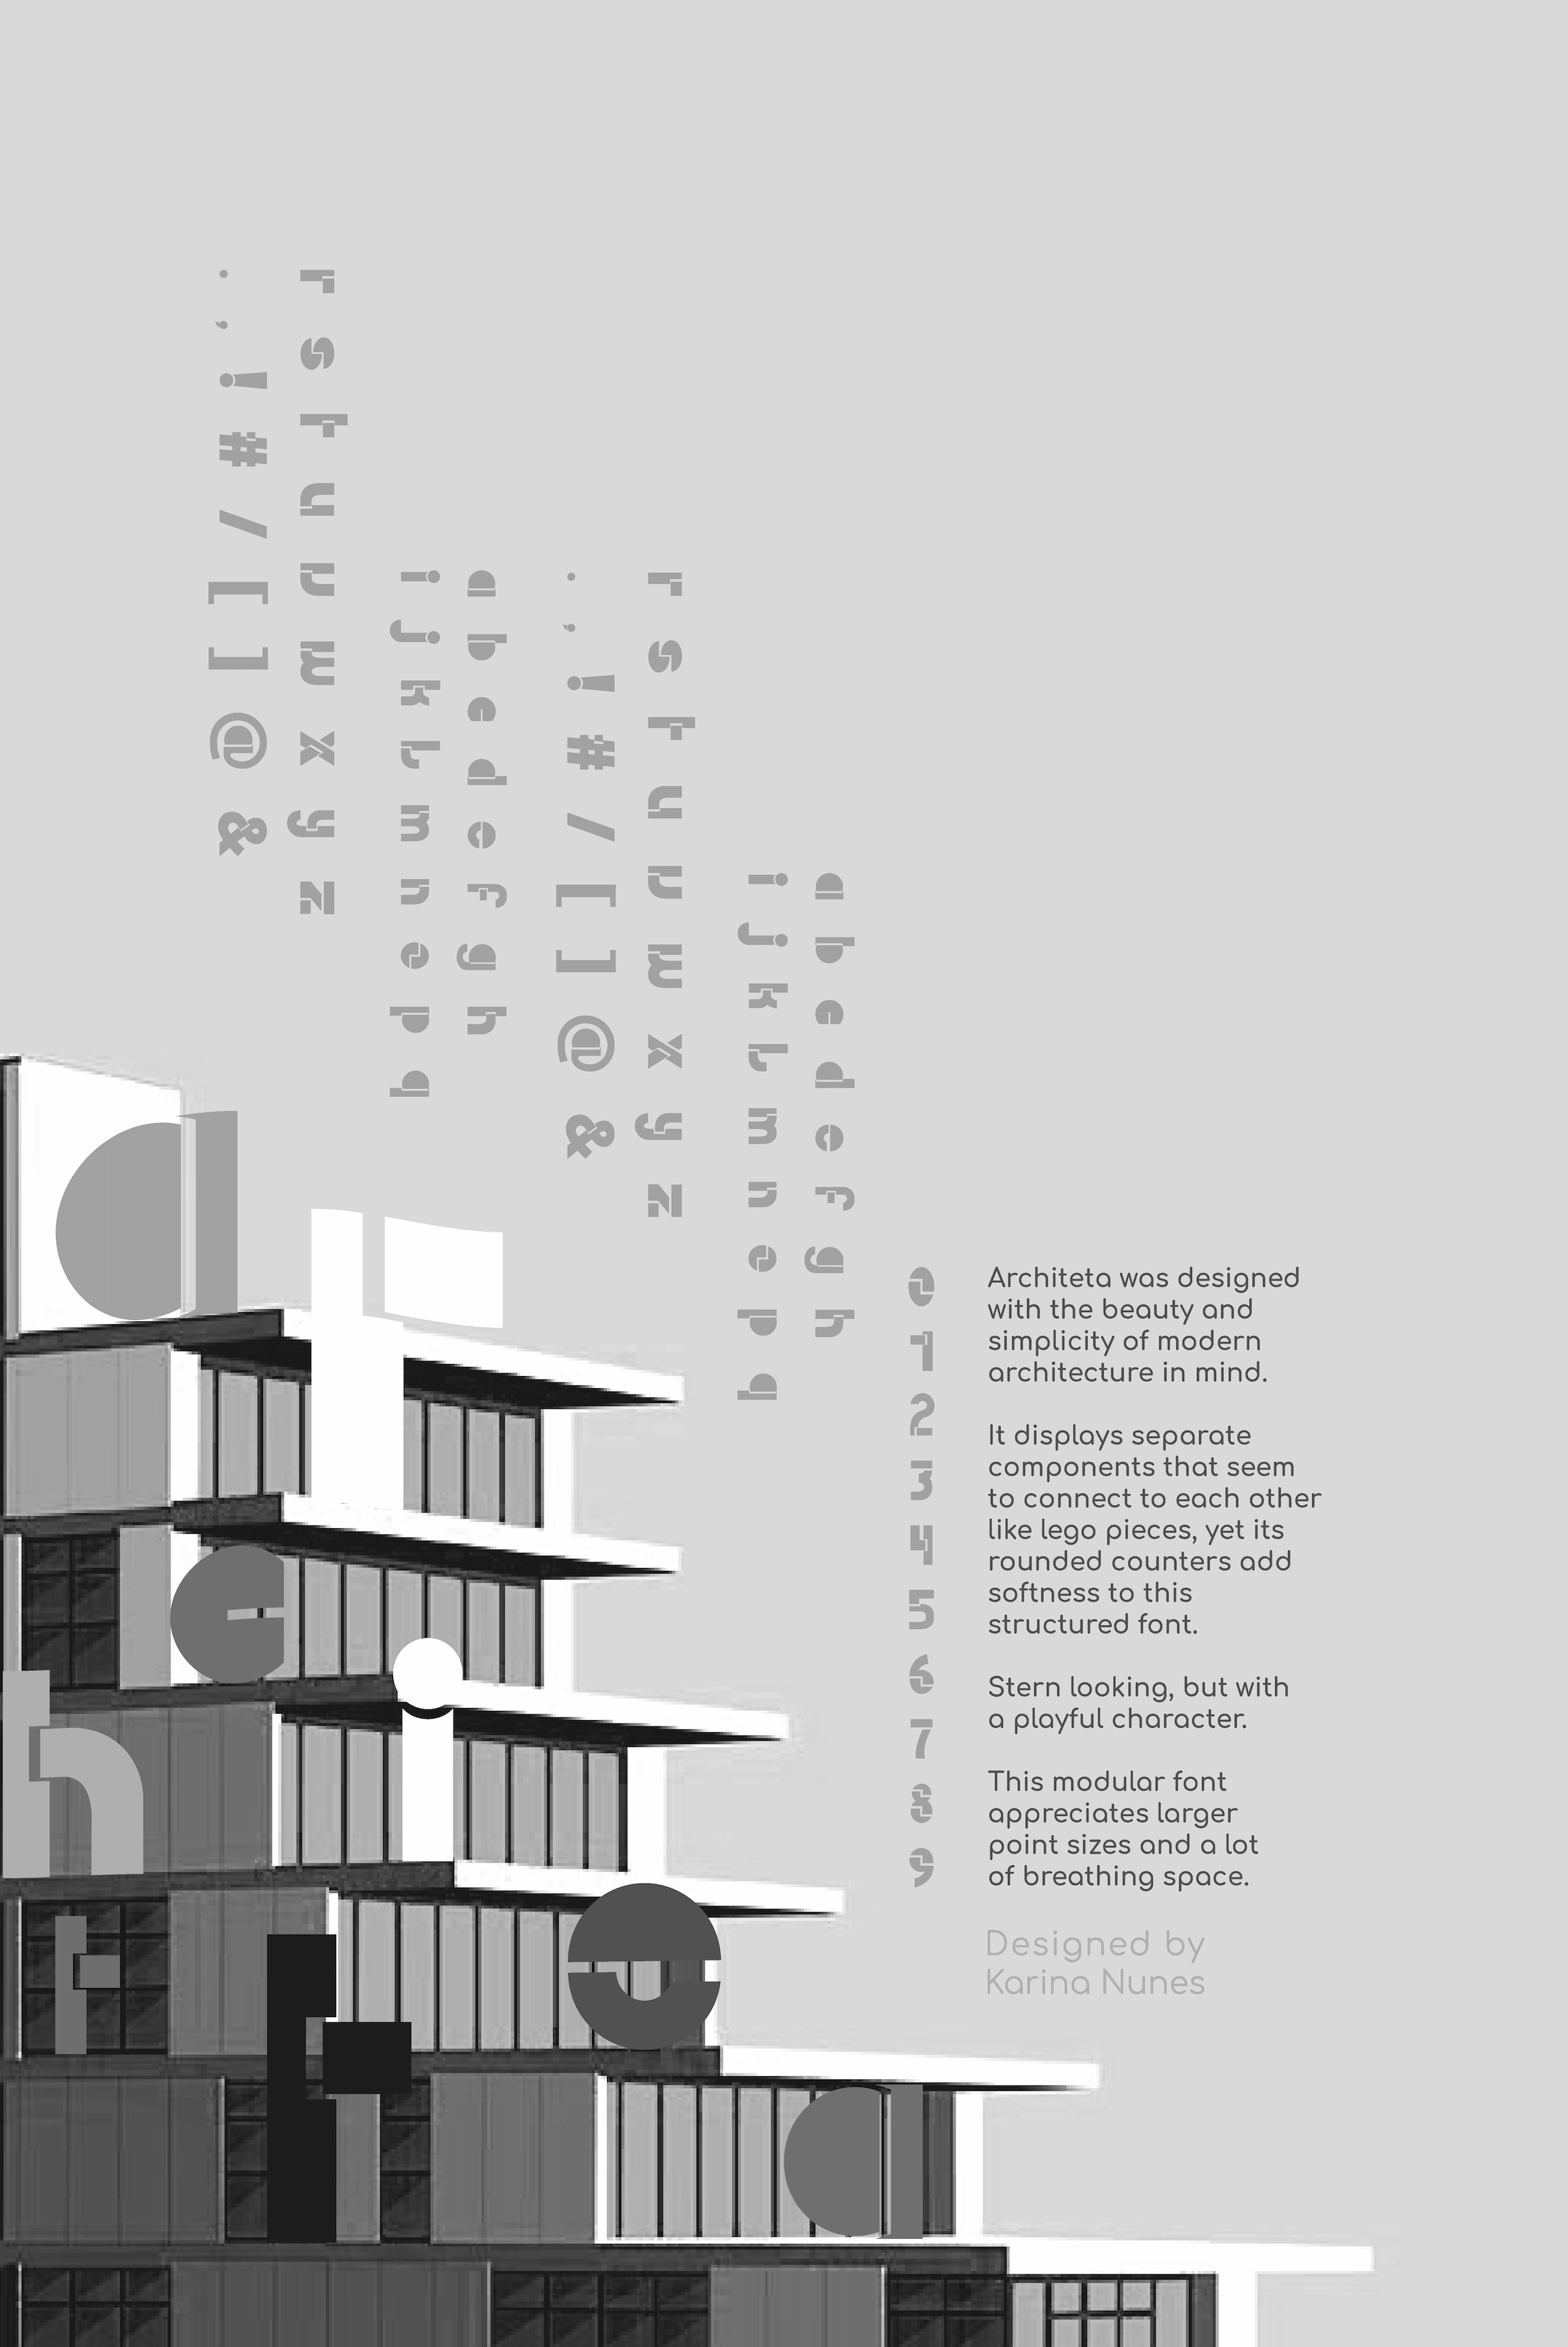 architeta
a b c d e f g h
i j k l m n o p q
r s t u v w x y z
. , ! # / [ ] @ &
a b c d e f g h
i j k l m n o p q
r s t u v w x y z
. , ! # / [ ] @ &
0
1
2
3
4
5
6
7
8
9
Architeta was designed
with the beauty and
simplicity of modern
architecture in mind.
It displays separate
components that seem
to connect to each other
like lego pieces, yet its
rounded counters add
softness to this
structured font.
Stern looking, but with
a playful character.
This modular font
appreciates larger
point sizes and a lot
of breathing space.
Designed by
Karina Nunes